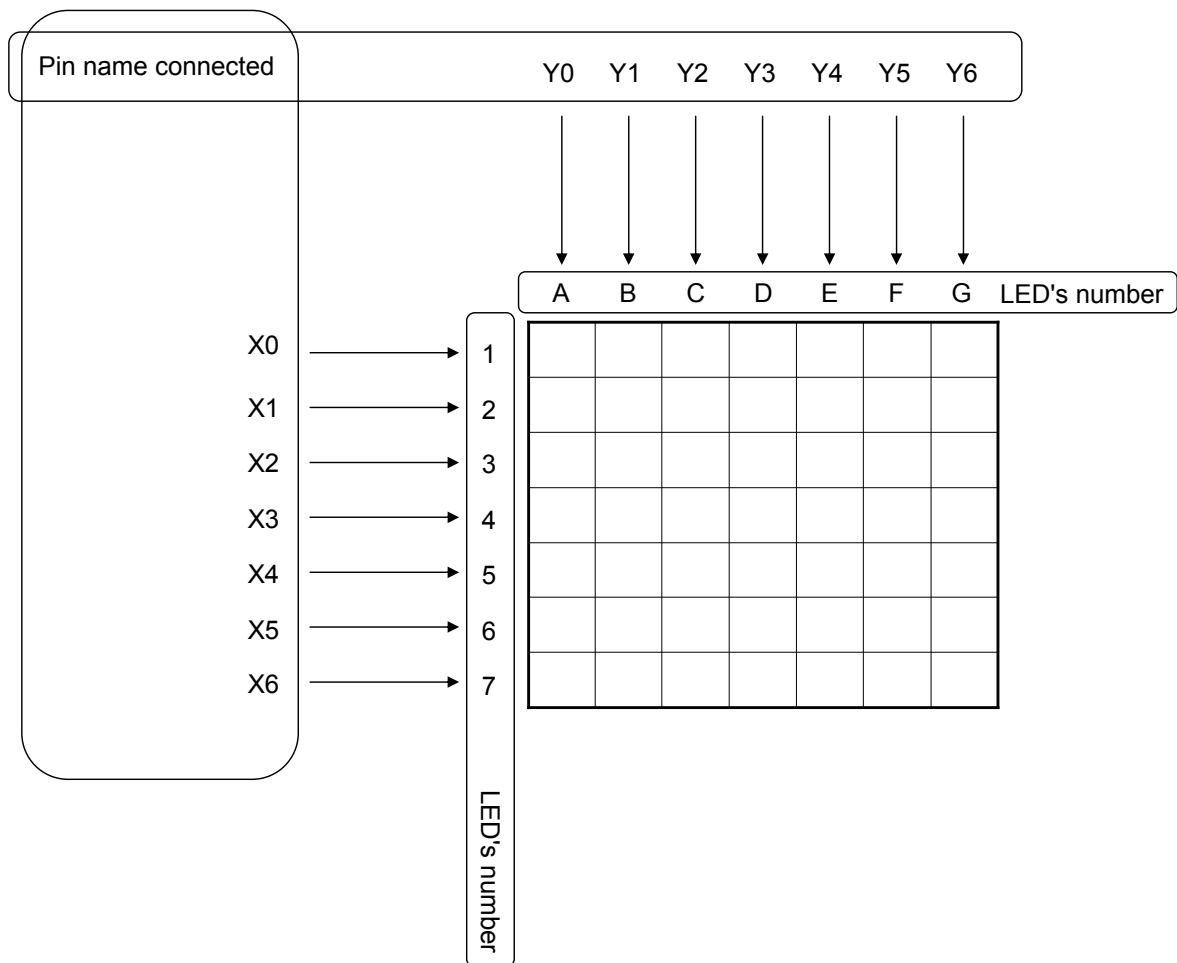 Pin name connected Y0 Y1 Y2 Y3 Y4 Y5 Y6
A B C D E F G LED's number
X0 1
X1 2
X2 3
X3 4
X4 5
X5 6
X6 7
LED's number